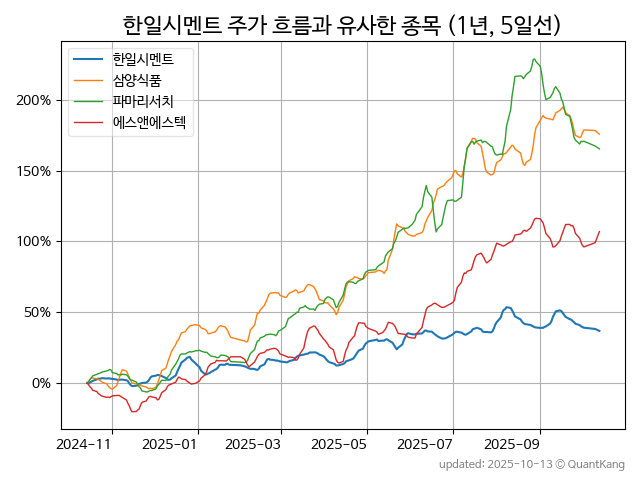 한일시멘트 주가 흐름과 유사한 종목 (1년, 5일선)
한일시멘트
삼양식품
파마리서치
에스앤에스텍
200%
150%
100%
50%
0%
2024-11 2025-01 2025-03 2025-05 2025-07 2025-09
updated: 2025-10-13 © QuantKang